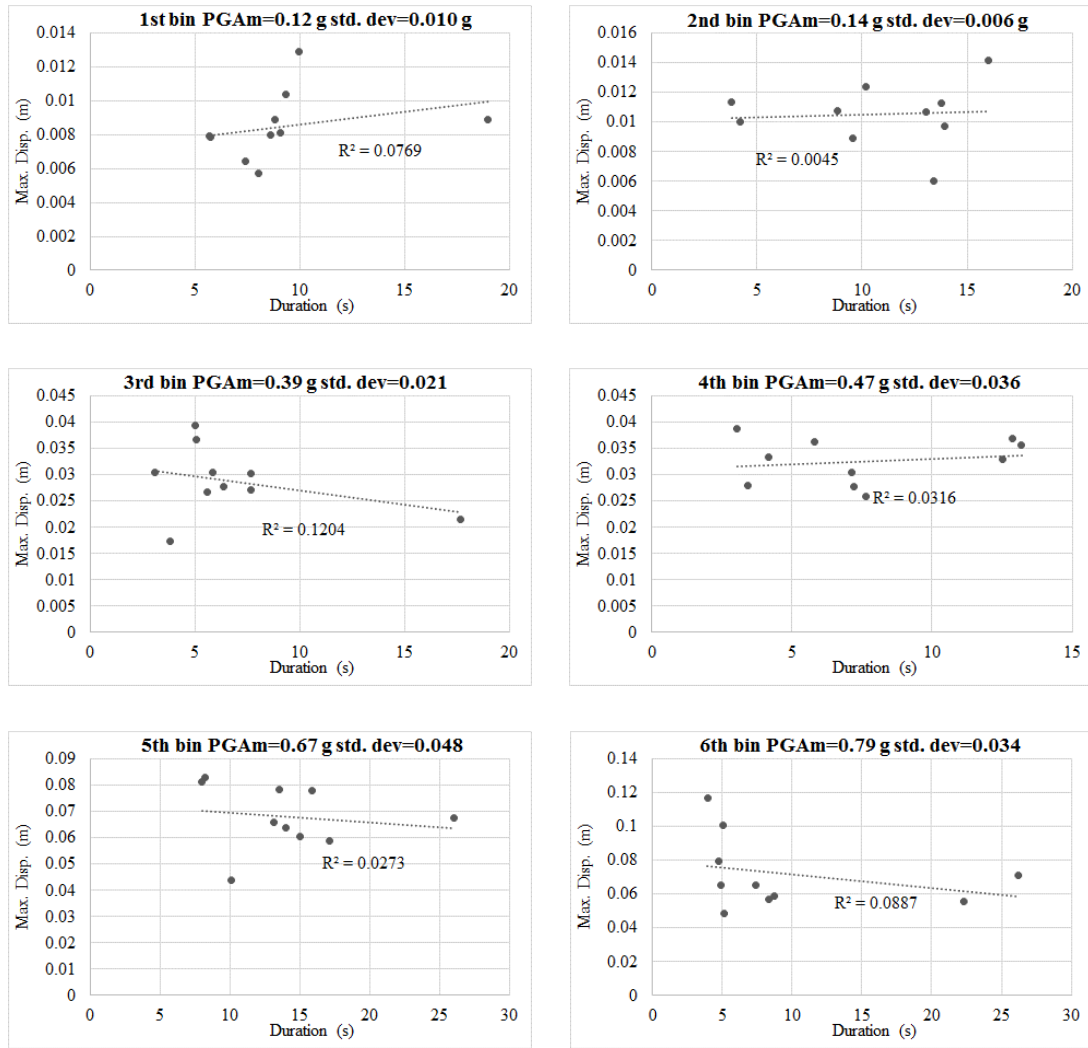 1st bin PGAm=0.12 g std. dev=0.010 g
Max. Disp. (m)
0.014
0.012
0.01
0.008
0.006
0.004
0.002
0
R² = 0.0769
0 5 10 15 20
Duration (s)
2nd bin PGAm=0.14 g std. dev=0.006 g
Max. Disp. (m)
0.016
0.014
0.012
0.01
0.008
0.006
0.004
0.002
0
R² = 0.0045
0 5 10 15 20
Duration (s)
3rd bin PGAm=0.39 g std. dev=0.021
Max. Disp. (m)
0.045
0.04
0.035
0.03
0.025
0.02
0.015
0.01
0.005
0
R² = 0.1204
0 5 10 15 20
Duration (s)
4th bin PGAm=0.47 g std. dev=0.036
Max. Disp. (m)
0.045
0.04
0.035
0.03
0.025
0.02
0.015
0.01
0.005
0
R² = 0.0316
0 5 10 15
Duration (s)
5th bin PGAm=0.67 g std. dev=0.048
Max. Disp. (m)
0.09
0.08
0.07
0.06
0.05
0.04
0.03
0.02
0.01
0
R² = 0.0273
0 5 10 15 20 25 30
Duration (s)
6th bin PGAm=0.79 g std. dev=0.034
Max. Disp. (m)
0.14
0.12
0.1
0.08
0.06
0.04
0.02
0
R² = 0.0887
0 5 10 15 20 25 30
Duration (s)